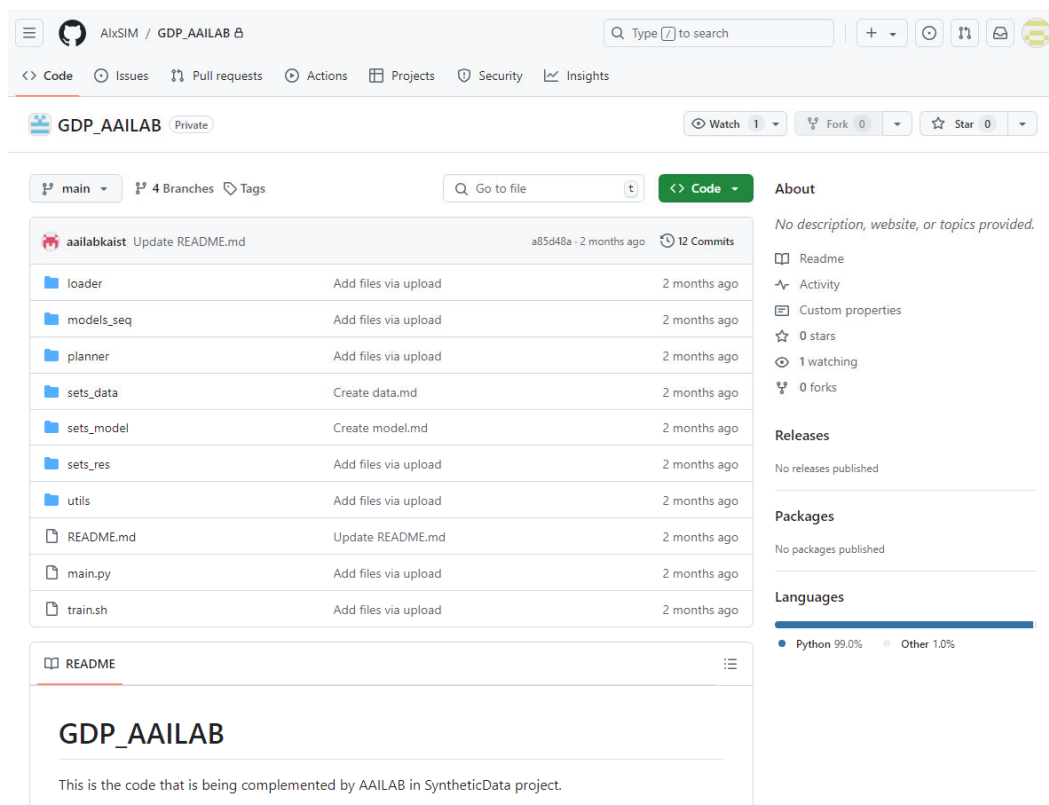 AIxSIM / GDP_AAILAB
Type / to search
Code Issues Pull requests Actions Projects Security Insights
GDP_AAILAB Private
Watch 1 Fork 0 Star 0
main 4 Branches Tags Go to file t Code
aailabkaist Update README.md a85d48a · 2 months ago 12 Commits
loader Add files via upload 2 months ago
models_seq Add files via upload 2 months ago
planner Add files via upload 2 months ago
sets_data Create data.md 2 months ago
sets_model Create model.md 2 months ago
sets_res Add files via upload 2 months ago
utils Add files via upload 2 months ago
README.md Update README.md 2 months ago
main.py Add files via upload 2 months ago
train.sh Add files via upload 2 months ago
README
GDP_AAILAB
This is the code that is being complemented by AAILAB in SyntheticData project.
About
No description, website, or topics provided.
Readme
Activity
Custom properties
0 stars
1 watching
0 forks
Releases
No releases published
Packages
No packages published
Languages
Python 99.0% Other 1.0%